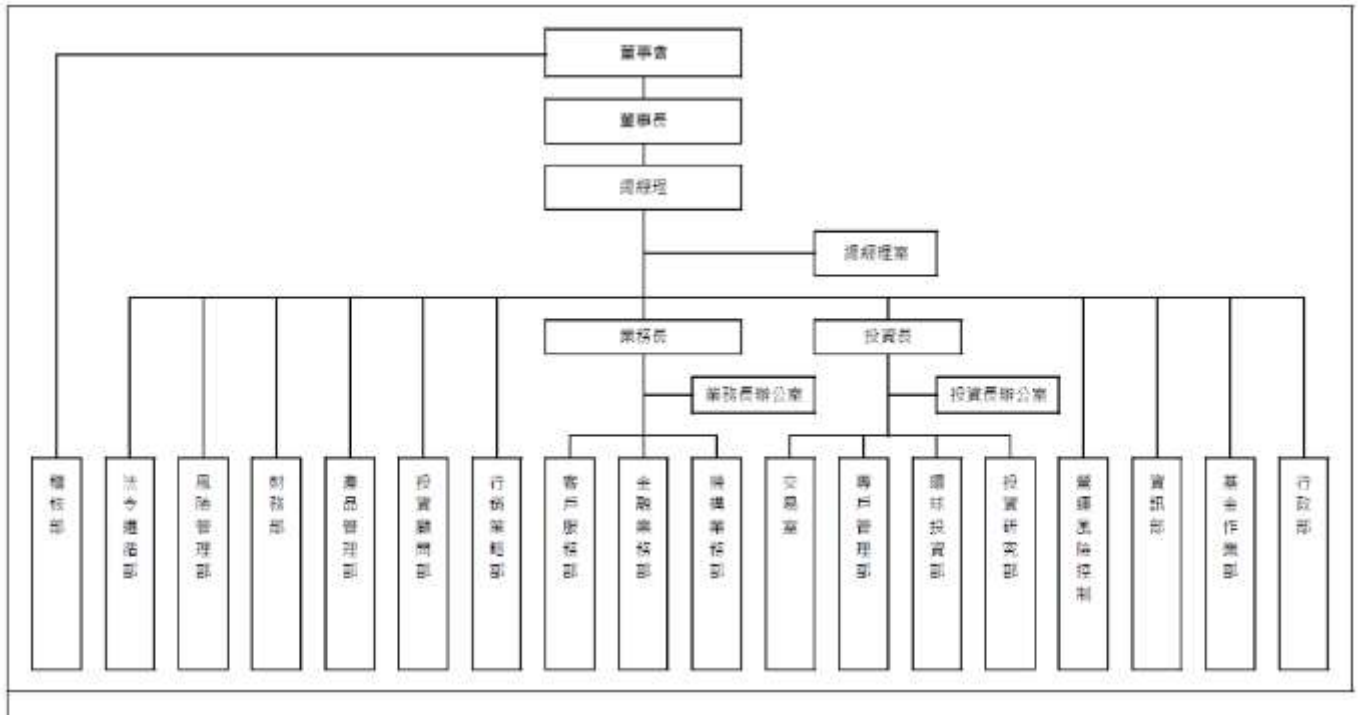 董事會
董事長
總經理
總經理室
業務長
投資長
業務長辦公室
投資長辦公室
稽核部
法令遵循部
風險管理部
財務部
產品管理部
投資顧問部
行銷策略部
客戶服務部
金融業務部
機構業務部
交易室
專戶管理部
環球投資部
投資研究部
營運風險控制
資訊部
基金作業部
行政部